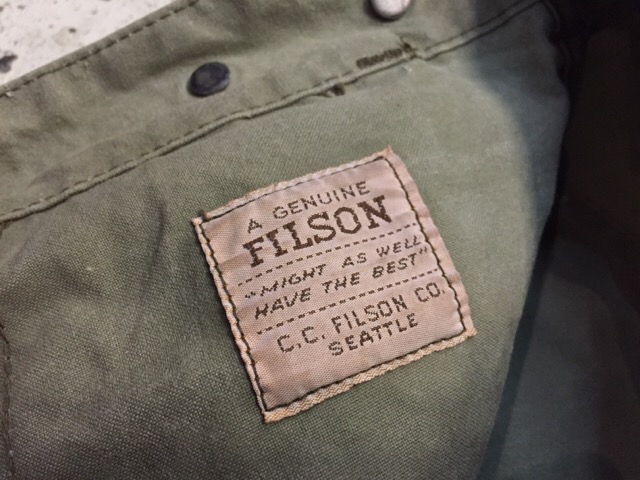 A GENUINE
FILSON
"MIGHT AS WELL
HAVE THE BEST"
C.C. FILSON CO.
SEATTLE